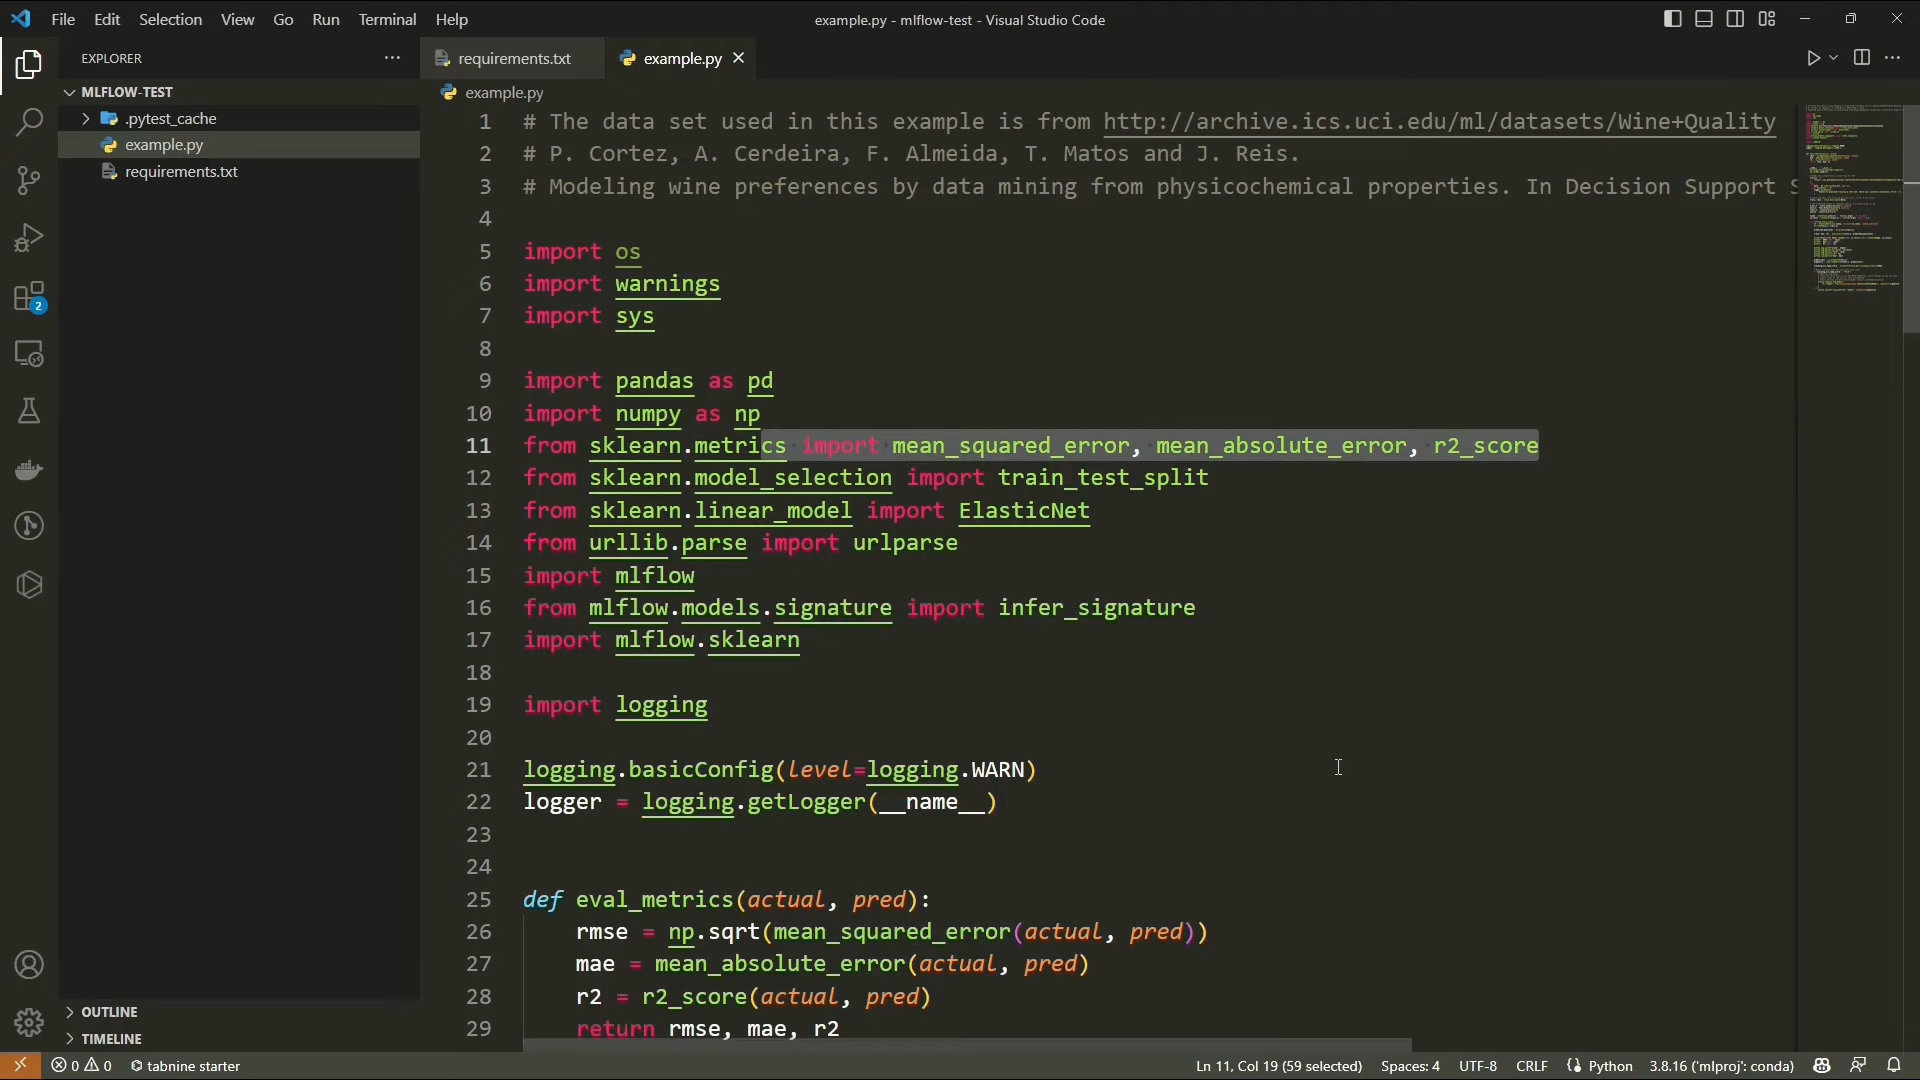 File Edit Selection View Go Run Terminal Help
example.py - mlflow-test - Visual Studio Code
EXPLORER
MLFLOW-TEST
.pytest_cache
example.py
requirements.txt
OUTLINE
TIMELINE
2
requirements.txt
example.py
example.py
1 # The data set used in this example is from http://archive.ics.uci.edu/ml/datasets/Wine+Quality
2 # P. Cortez, A. Cerdeira, F. Almeida, T. Matos and J. Reis.
3 # Modeling wine preferences by data mining from physicochemical properties. In Decision Support
4
5 import os
6 import warnings
7 import sys
8
9 import pandas as pd
10 import numpy as np
11 from sklearn.metrics import mean_squared_error, mean_absolute_error, r2_score
12 from sklearn.model_selection import train_test_split
13 from sklearn.linear_model import ElasticNet
14 from urllib.parse import urlparse
15 import mlflow
16 from mlflow.models.signature import infer_signature
17 import mlflow.sklearn
18
19 import logging
20
21 logging.basicConfig(level=logging.WARN)
22 logger = logging.getLogger(__name__)
23
24
25 def eval_metrics(actual, pred):
26 rmse = np.sqrt(mean_squared_error(actual, pred))
27 mae = mean_absolute_error(actual, pred)
28 r2 = r2_score(actual, pred)
29 return rmse, mae, r2
0 0 tabnine starter
Ln 11, Col 19 (59 selected) Spaces: 4 UTF-8 CRLF Python 3.8.16 ('mlproj': conda)